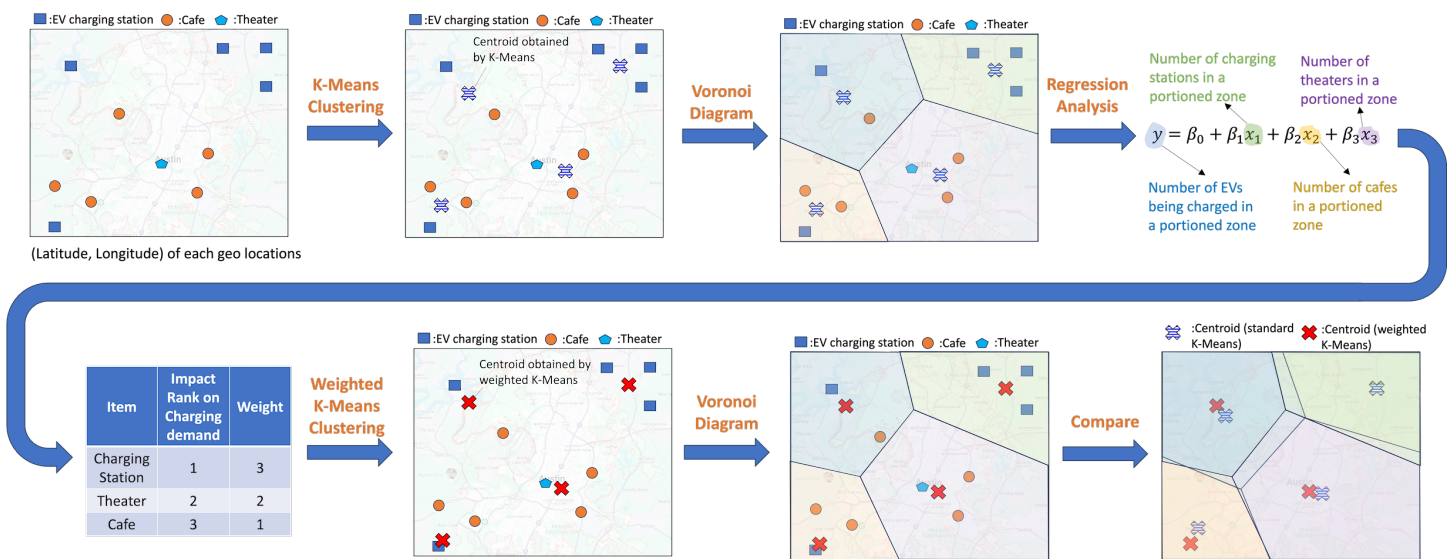 :EV charging station :Cafe :Theater
(Latitude, Longitude) of each geo locations
K-Means
Clustering
:EV charging station :Cafe :Theater
Centroid obtained
by K-Means
Austin
Voronoi
Diagram
:EV charging station :Cafe :Theater
Regression
Analysis
Number of charging
stations in a
portioned zone
Number of
theaters in a
portioned zone
y = β₀ + β₁x₁ + β₂x₂ + β₃x₃
Number of EVs
being charged in
a portioned zone
Number of cafes
in a portioned
zone
Item Impact Rank on Charging demand Weight
Charging Station 1 3
Theater 2 2
Cafe 3 1
Weighted
K-Means
Clustering
:EV charging station :Cafe :Theater
Centroid obtained by
weighted K-Means
Voronoi
Diagram
:EV charging station :Cafe :Theater
Compare
:Centroid (standard
K-Means)
:Centroid (weighted
K-Means)